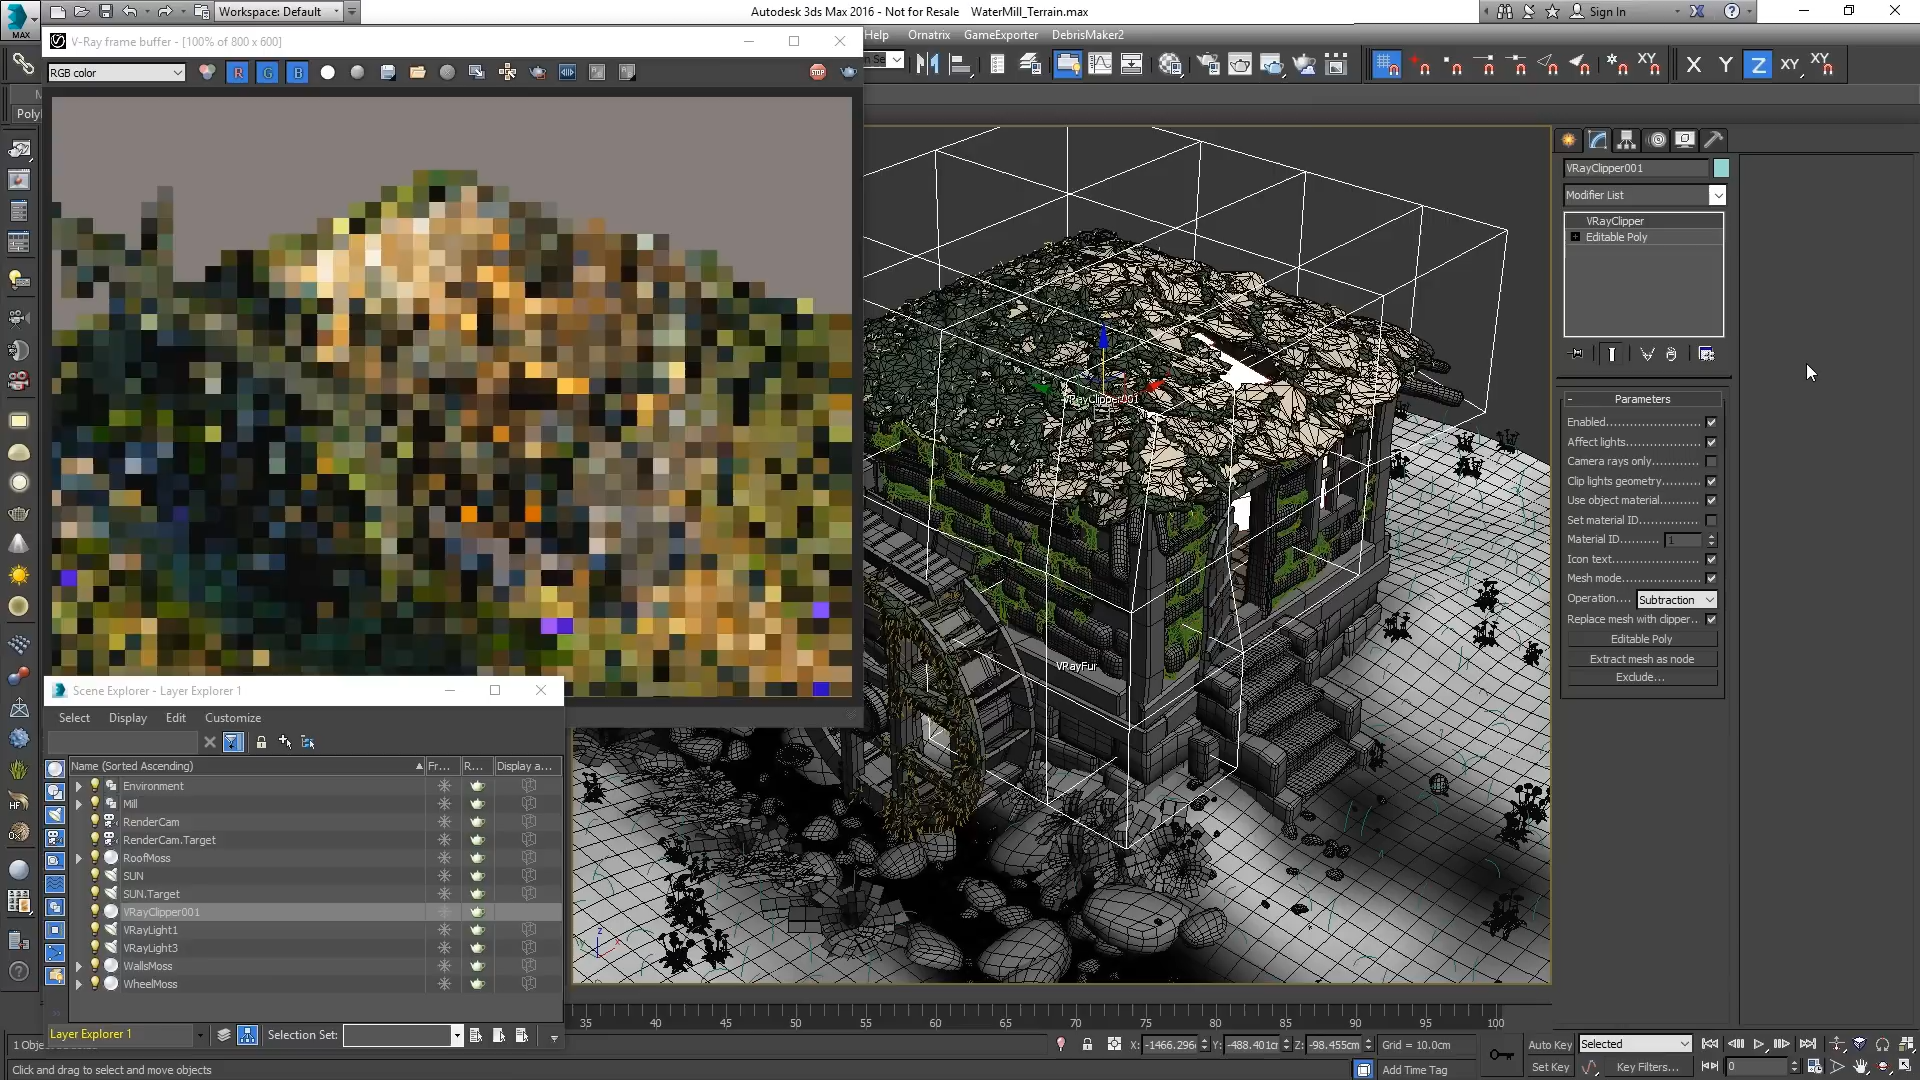 MAX
Workspace: Default
Autodesk 3ds Max 2016 - Not for Resale   WaterMill_Terrain.max
Sign In
V-Ray frame buffer - [100% of 800 x 600]
Help
Ornatrix
GameExporter
DebrisMaker2
RGB color
R
G
B
STOP
X
Y
Z
XY
XY
VRayClipper001
Modifier List
VRayClipper
Editable Poly
VRayClipper001
VRayFur
Parameters
Enabled
Affect lights
Camera rays only
Clip lights geometry
Use object material
Set material ID
Material ID
1
Icon text
Mesh mode
Operation....
Subtraction
Replace mesh with clipper..
Editable Poly
Extract mesh as node
Exclude...
Scene Explorer - Layer Explorer 1
Select
Display
Edit
Customize
Name (Sorted Ascending)
Fr...
R...
Display a...
Environment
Mill
RenderCam
RenderCam.Target
RoofMoss
SUN
SUN.Target
VRayClipper001
VRayLight1
VRayLight3
WallsMoss
WheelMoss
Layer Explorer 1
Selection Set:
35 40 45 50 55 60 65 70 75 80 85 90 95 100
X: -1466.296
Y: -488.401cr
Z: -98.455cm
Grid = 10.0cm
Auto Key
Selected
Click and drag to select and move objects
Add Time Tag
Set Key
Key Filters...
0